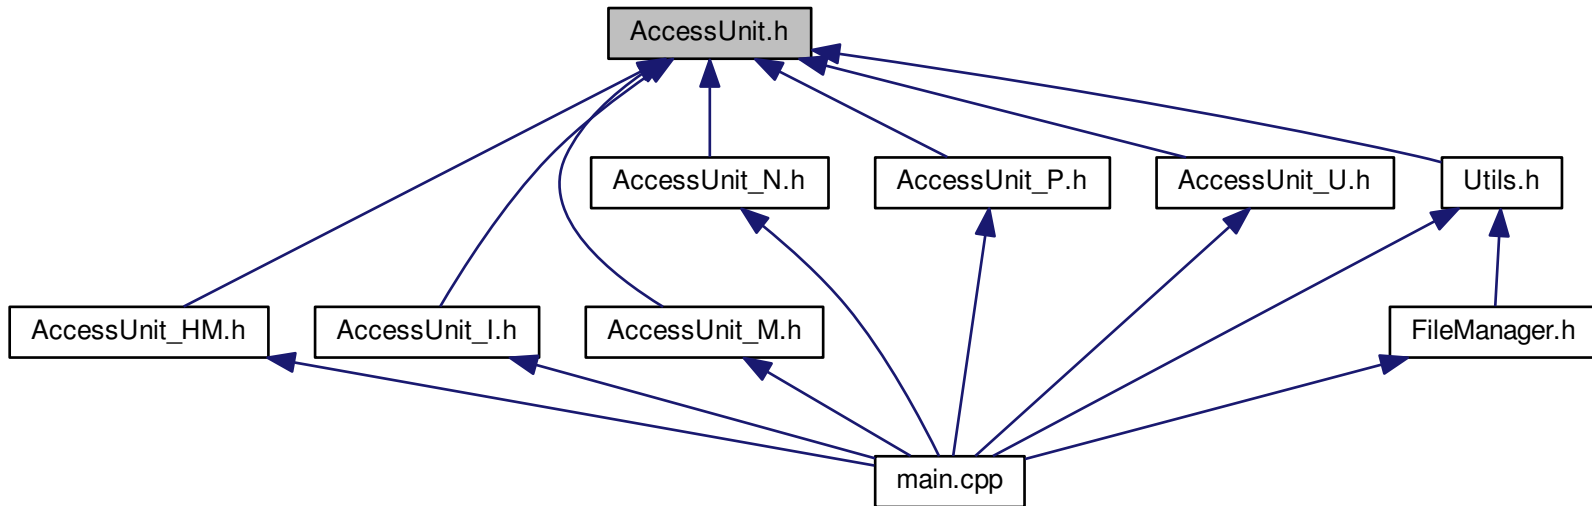 AccessUnit.h
AccessUnit_N.h
AccessUnit_P.h
AccessUnit_U.h
Utils.h
AccessUnit_HM.h
AccessUnit_I.h
AccessUnit_M.h
FileManager.h
main.cpp